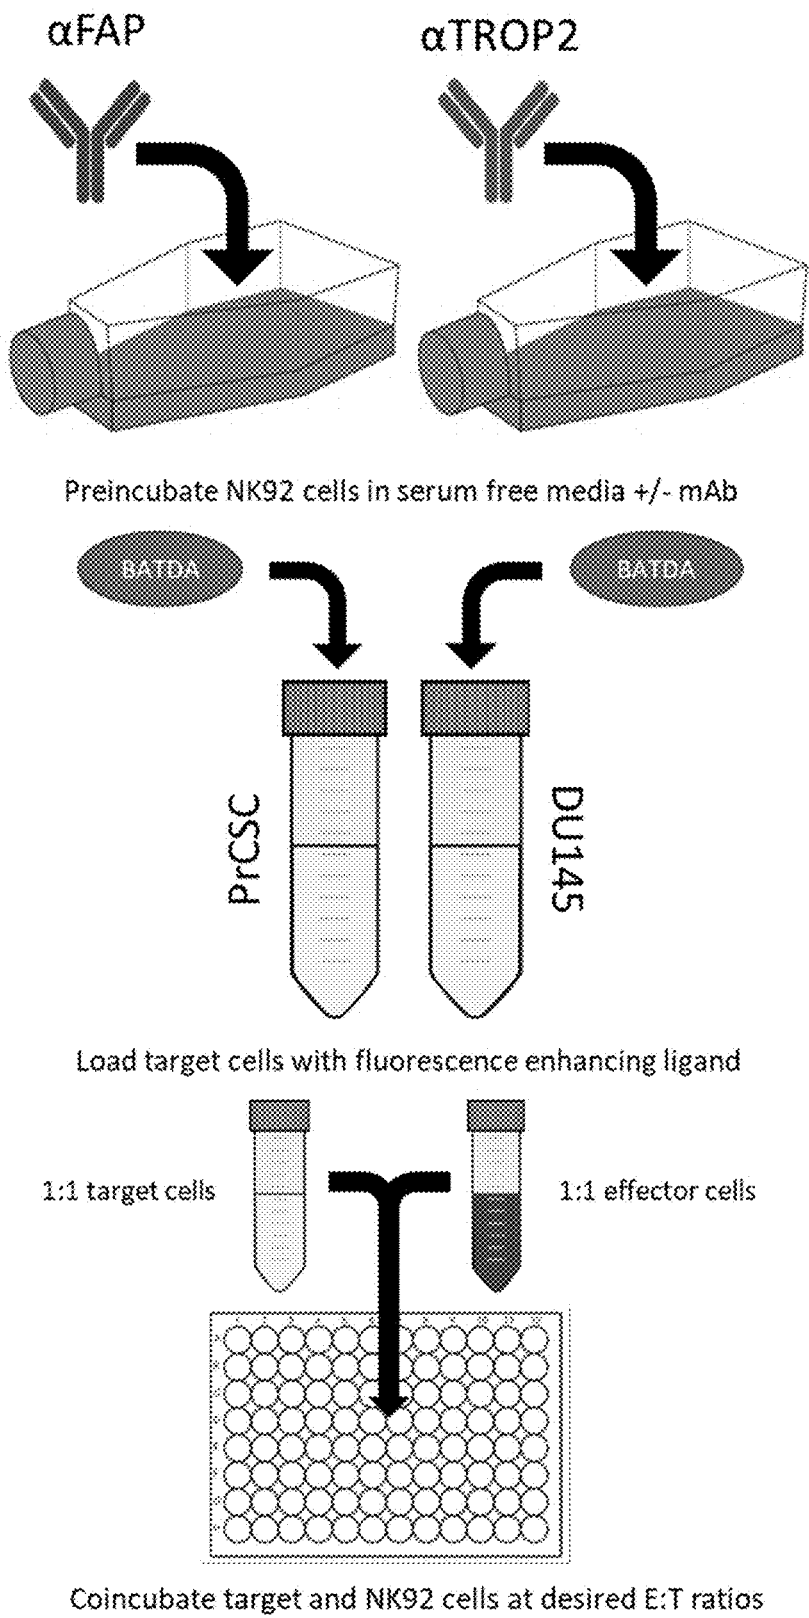 αFAP
αTROP2
Preincubate NK92 cells in serum free media +/- mAb
BATDA
BATDA
PrCSC
DU145
Load target cells with fluorescence enhancing ligand
1:1 target cells
1:1 effector cells
Coincubate target and NK92 cells at desired E:T ratios